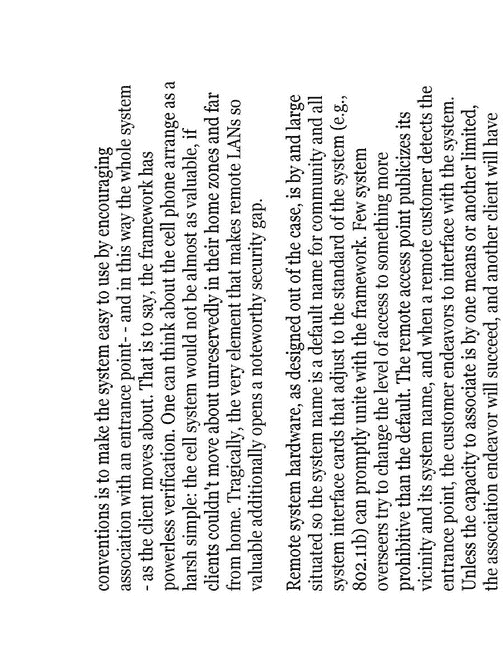 conventions is to make the system easy to use by encouraging
association with an entrance point- - and in this way the whole system
- as the client moves about. That is to say, the framework has
powerless verification. One can think about the cell phone arrange as a
harsh simple: the cell system would not be almost as valuable, if
clients couldn't move about unreservedly in their home zones and far
from home. Tragically, the very element that makes remote LANs so
valuable additionally opens a noteworthy security gap.
Remote system hardware, as designed out of the case, is by and large
situated so the system name is a default name for community and all
system interface cards that adjust to the standard of the system (e.g.,
802.11b) can promptly unite with the framework. Few system
overseers try to change the level of access to something more
prohibitive than the default. The remote access point publicizes its
vicinity and its system name, and when a remote customer detects the
entrance point, the customer endeavors to interface with the system.
Unless the capacity to associate is by one means or another limited,
the association endeavor will succeed, and another client will have